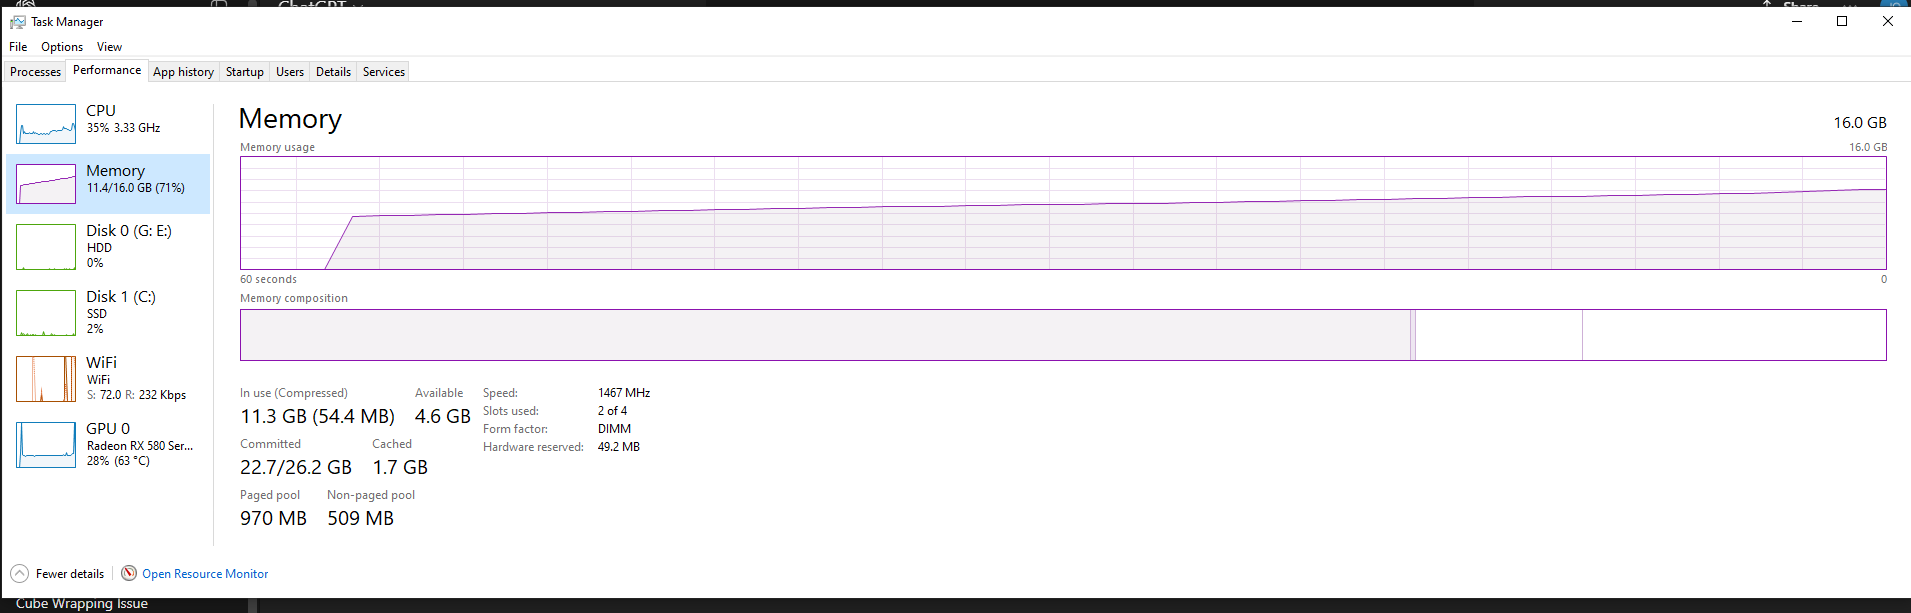 ChatGPT
Share
Task Manager
File Options View
Processes Performance App history Startup Users Details Services
CPU
35% 3.33 GHz
Memory
11.4/16.0 GB (71%)
Disk 0 (G: E:)
HDD
0%
Disk 1 (C:)
SSD
2%
WiFi
WiFi
S: 72.0 R: 232 Kbps
GPU 0
Radeon RX 580 Ser...
28% (63 °C)
Memory 16.0 GB
Memory usage 16.0 GB
60 seconds 0
Memory composition
In use (Compressed) Available
11.3 GB (54.4 MB) 4.6 GB
Committed Cached
22.7/26.2 GB 1.7 GB
Paged pool Non-paged pool
970 MB 509 MB
Speed: 1467 MHz
Slots used: 2 of 4
Form factor: DIMM
Hardware reserved: 49.2 MB
Fewer details Open Resource Monitor
Cube Wrapping Issue